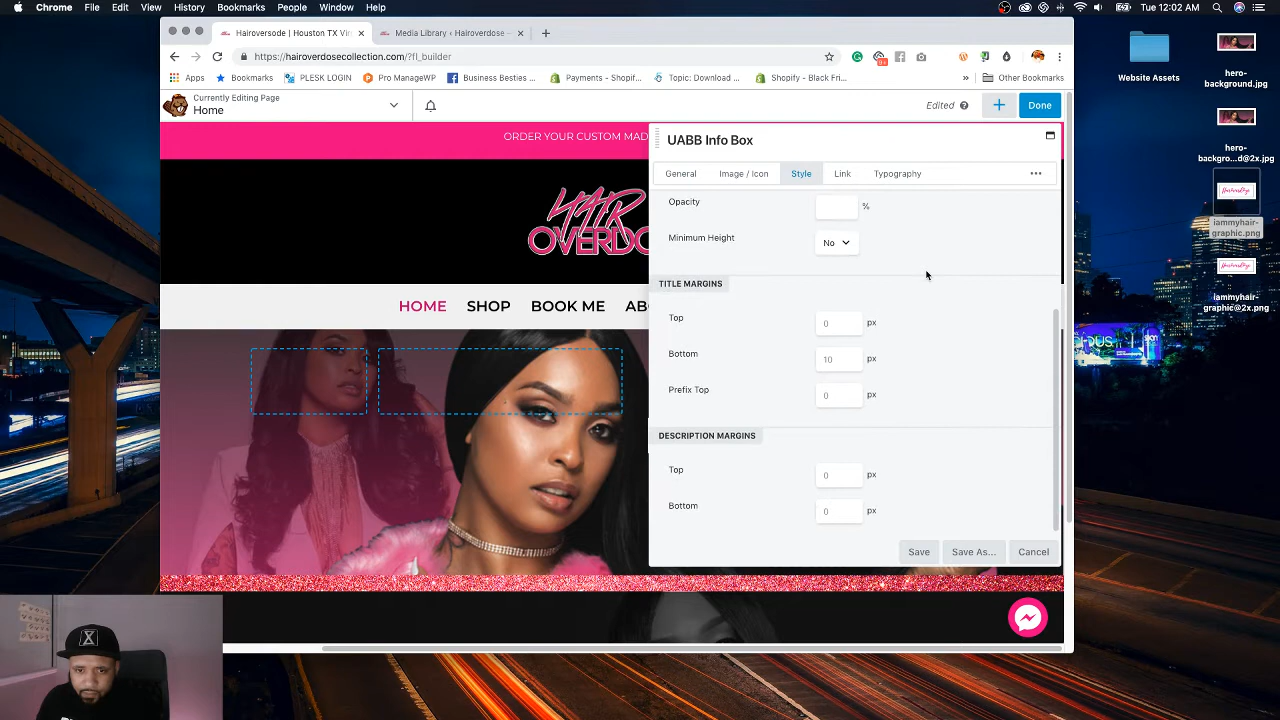 Chrome File Edit View History Bookmarks People Window Help
Tue 12:02 AM
Hairoversode | Houston TX Vi
Media Library ‹ Hairoverdose
https://hairoverdosecollection.com/?fl_builder
Apps Bookmarks PLESK LOGIN Pro ManageWP Business Besties ... Payments - Shopif... Topic: Download ... Shopify - Black Fri... » Other Bookmarks
Currently Editing Page
Home
Edited
Done
ORDER YOUR CUSTOM MAD
HAIR
OVERDO
HOME SHOP BOOK ME AB
UABB Info Box
General Image / Icon Style Link Typography
Opacity %
Minimum Height No
TITLE MARGINS
Top 0 px
Bottom 10 px
Prefix Top 0 px
DESCRIPTION MARGINS
Top 0 px
Bottom 0 px
Save Save As... Cancel
Website Assets
hero-
background.jpg
hero-
backgro...d@2x.jpg
iammyhair-
graphic.png
iammyhair-
graphic@2x.png